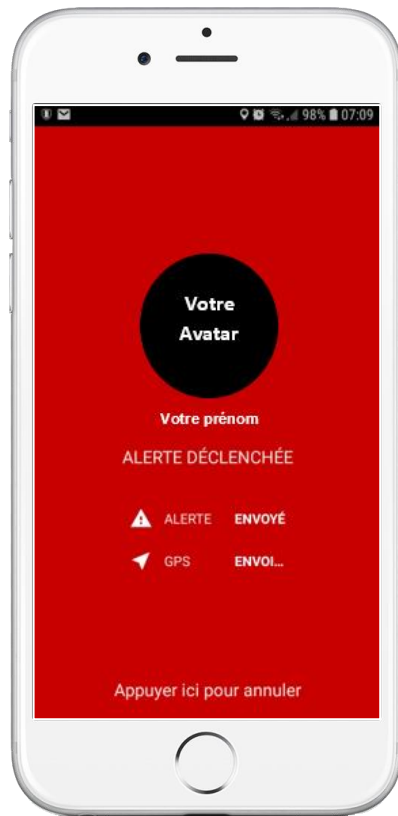 98% 07:09
Votre
Avatar
Votre prénom
ALERTE DÉCLENCHÉE
ALERTE ENVOYÉ
GPS ENVOI...
Appuyer ici pour annuler